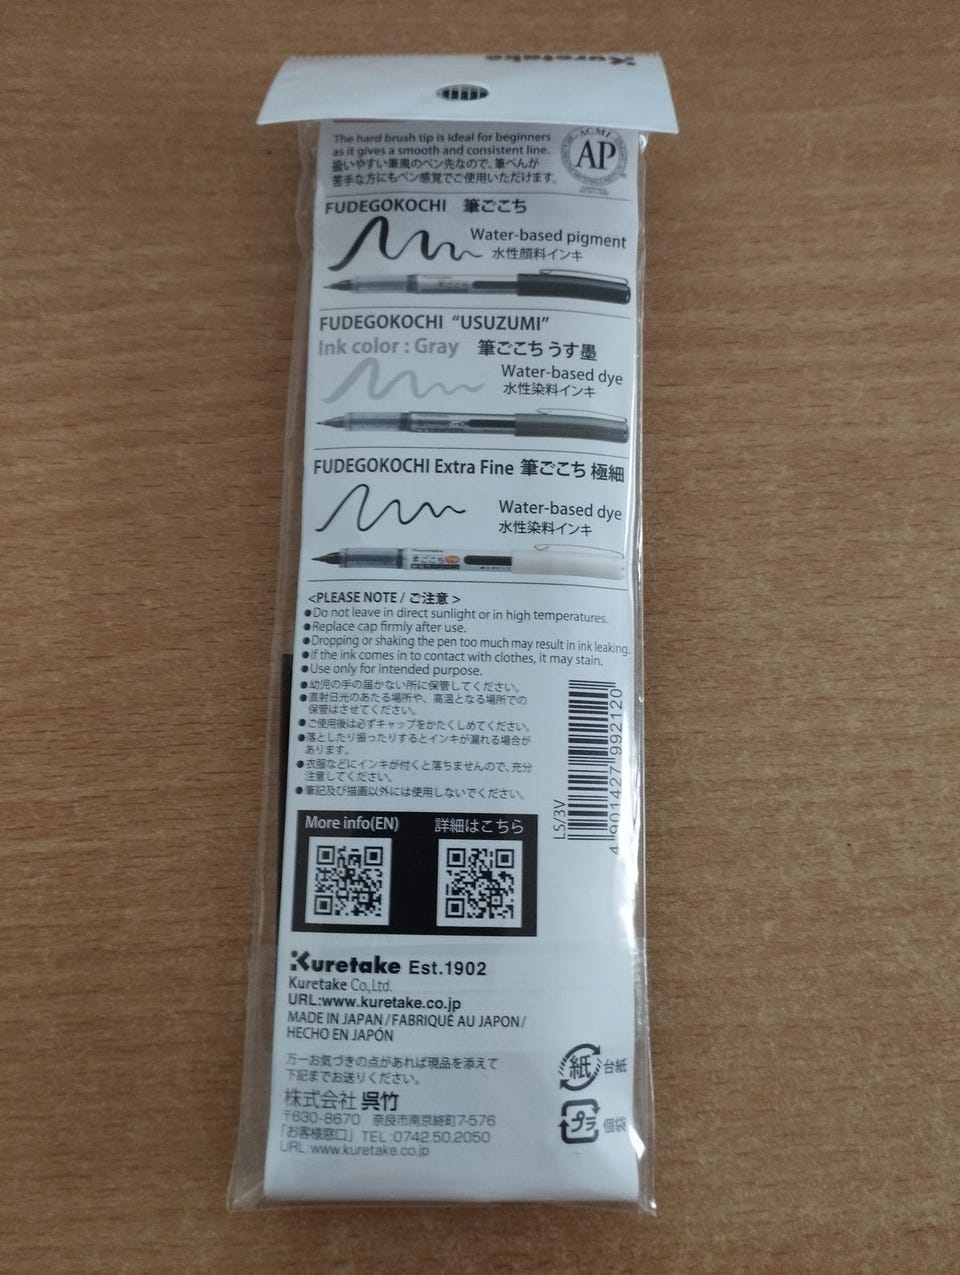 Kuretake
The hard brush tip is ideal for beginners
as it gives a smooth and consistent line.
扱いやすい筆風のペン先なので、筆ぺんが
苦手な方にもペン感覚でご使用いただけます。
ACMI
AP
FUDEGOKOCHI 筆ごこち
Water-based pigment
水性顔料インキ
FUDEGOKOCHI "USUZUMI"
Ink color : Gray 筆ごこち うす墨
Water-based dye
水性染料インキ
FUDEGOKOCHI Extra Fine 筆ごこち 極細
Water-based dye
水性染料インキ
Kuretake
筆ごこち
<PLEASE NOTE / ご注意 >
●Do not leave in direct sunlight or in high temperatures.
●Replace cap firmly after use.
●Dropping or shaking the pen too much may result in ink leaking.
●If the ink comes in to contact with clothes, it may stain.
●Use only for intended purpose.
●幼児の手の届かない所に保管してください。
●直射日光のあたる場所や、高温となる場所での
保管はさせてください。
●ご使用後は必ずキャップをかたくしめてください。
●落としたり振ったりするとインキが漏れる場合が
あります。
●衣服などにインキが付くと落ちませんので、充分
注意してください。
●筆記及び描画以外には使用しないでください。
LS/3V
4 901427 992120
More info(EN) 詳細はこちら
Kuretake Est.1902
Kuretake Co.,Ltd.
URL:www.kuretake.co.jp
MADE IN JAPAN / FABRIQUÉ AU JAPON /
HECHO EN JAPÓN
万一お気づきの点があれば現品を添えて
下記までお送りください。
株式会社 呉竹
〒630-8670 奈良市南京終町7-576
「お客様窓口」 TEL:0742.50.2050
URL:www.kuretake.co.jp
紙 台紙
プラ 個袋